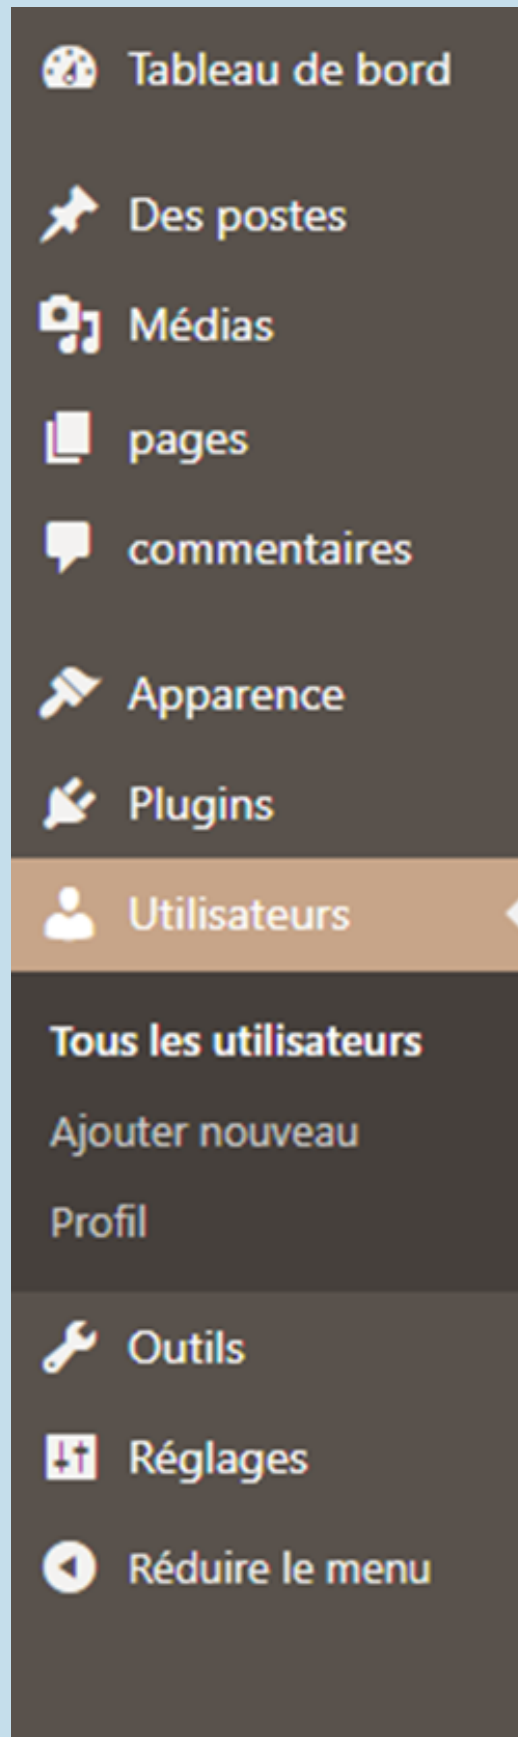 Tableau de bord
Des postes
Médias
pages
commentaires
Apparence
Plugins
Utilisateurs
Tous les utilisateurs
Ajouter nouveau
Profil
Outils
Réglages
Réduire le menu